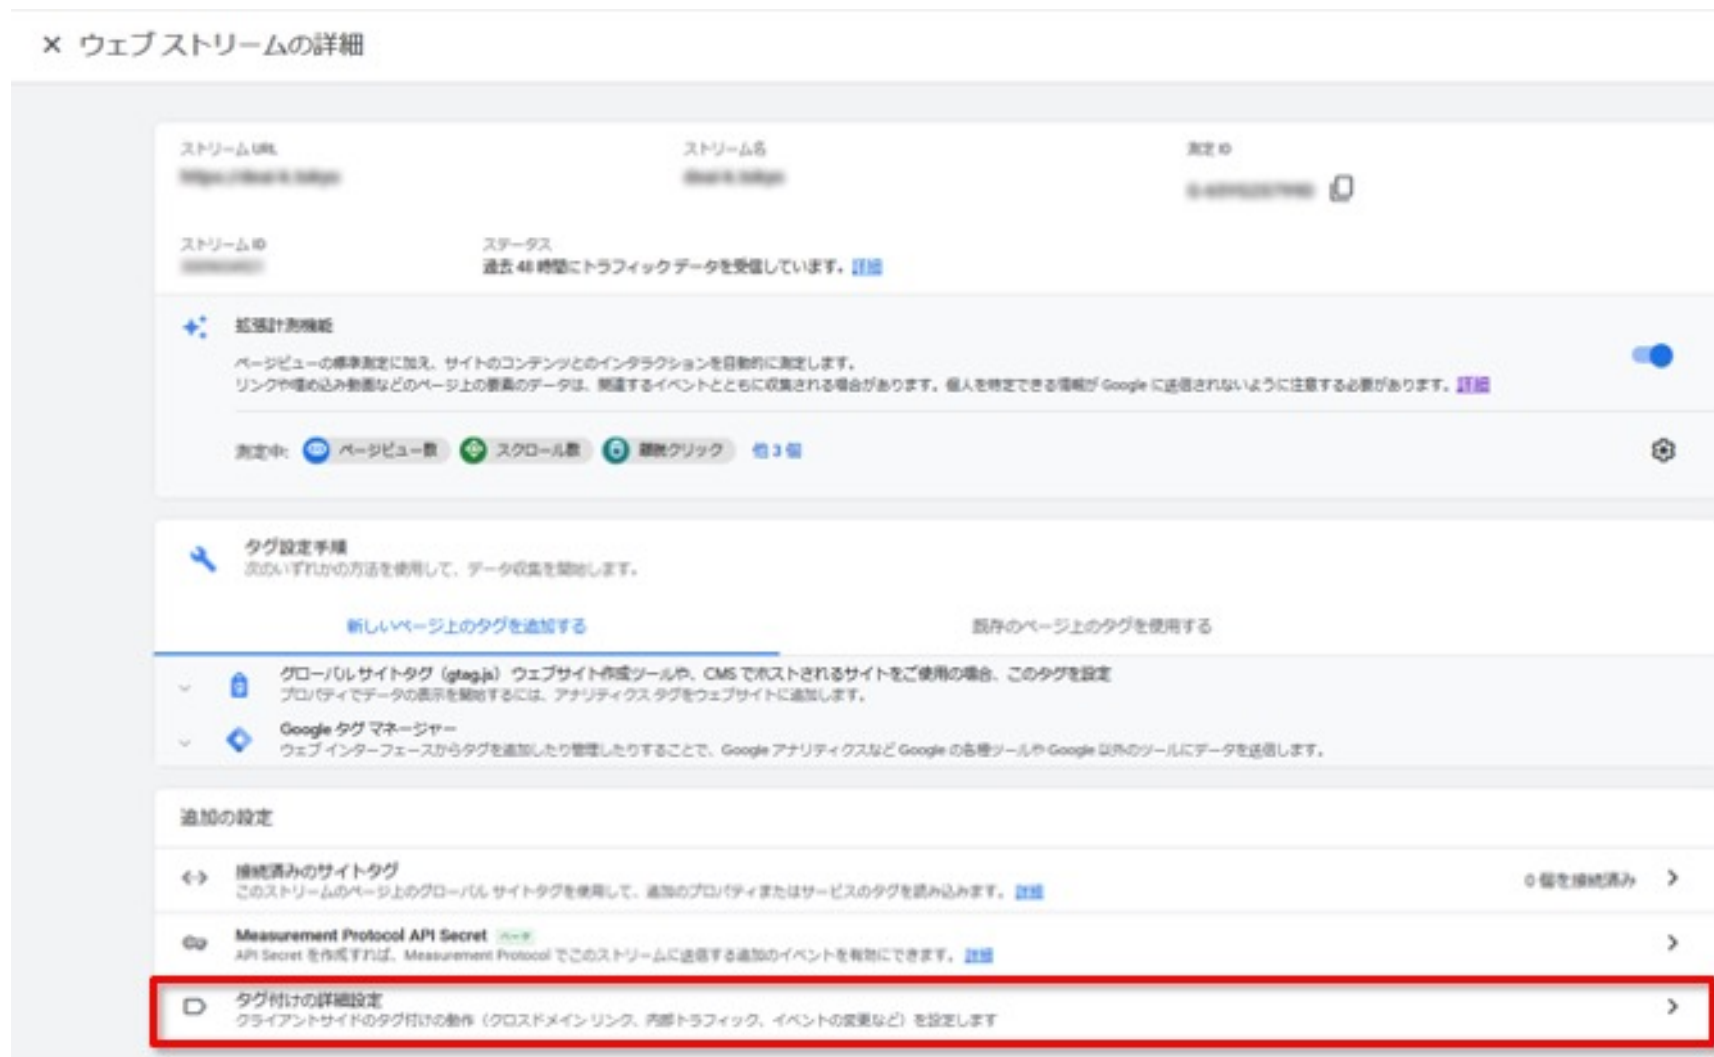 × ウェブ ストリームの詳細
ストリーム URL ストリーム名 測定 ID
ストリーム ID ステータス
過去 48 時間にトラフィック データを受信しています。 詳細
拡張計測機能
ページビューの標準測定に加え、サイトのコンテンツとのインタラクションを自動的に測定します。
リンクや埋め込み動画などのページ上の要素のデータは、関連するイベントとともに収集される場合があります。個人を特定できる情報が Google に送信されないように注意する必要があります。詳細
測定中: ページビュー数 スクロール数 離脱クリック 他 3 個
タグ設定手順
次のいずれかの方法を使用して、データ収集を開始します。
新しいページ上のタグを追加する 既存のページ上のタグを使用する
グローバル サイトタグ（gtag.js）ウェブサイト作成ツールや、CMS でホストされるサイトをご使用の場合、このタグを設定
プロパティでデータの表示を開始するには、アナリティクス タグをウェブサイトに追加します。
Google タグ マネージャー
ウェブ インターフェースからタグを追加したり管理したりすることで、Google アナリティクスなど Google の各種ツールや Google 以外のツールにデータを送信します。
追加の設定
接続済みのサイトタグ
このストリームのページ上のグローバル サイトタグを使用して、追加のプロパティまたはサービスのタグを読み込みます。 詳細 0 個を接続済み
Measurement Protocol API Secret ベータ
API Secret を作成すれば、Measurement Protocol でこのストリームに送信する追加のイベントを有効にできます。 詳細
タグ付けの詳細設定
クライアントサイドのタグ付けの動作（クロスドメイン リンク、内部トラフィック、イベントの変更など）を設定します